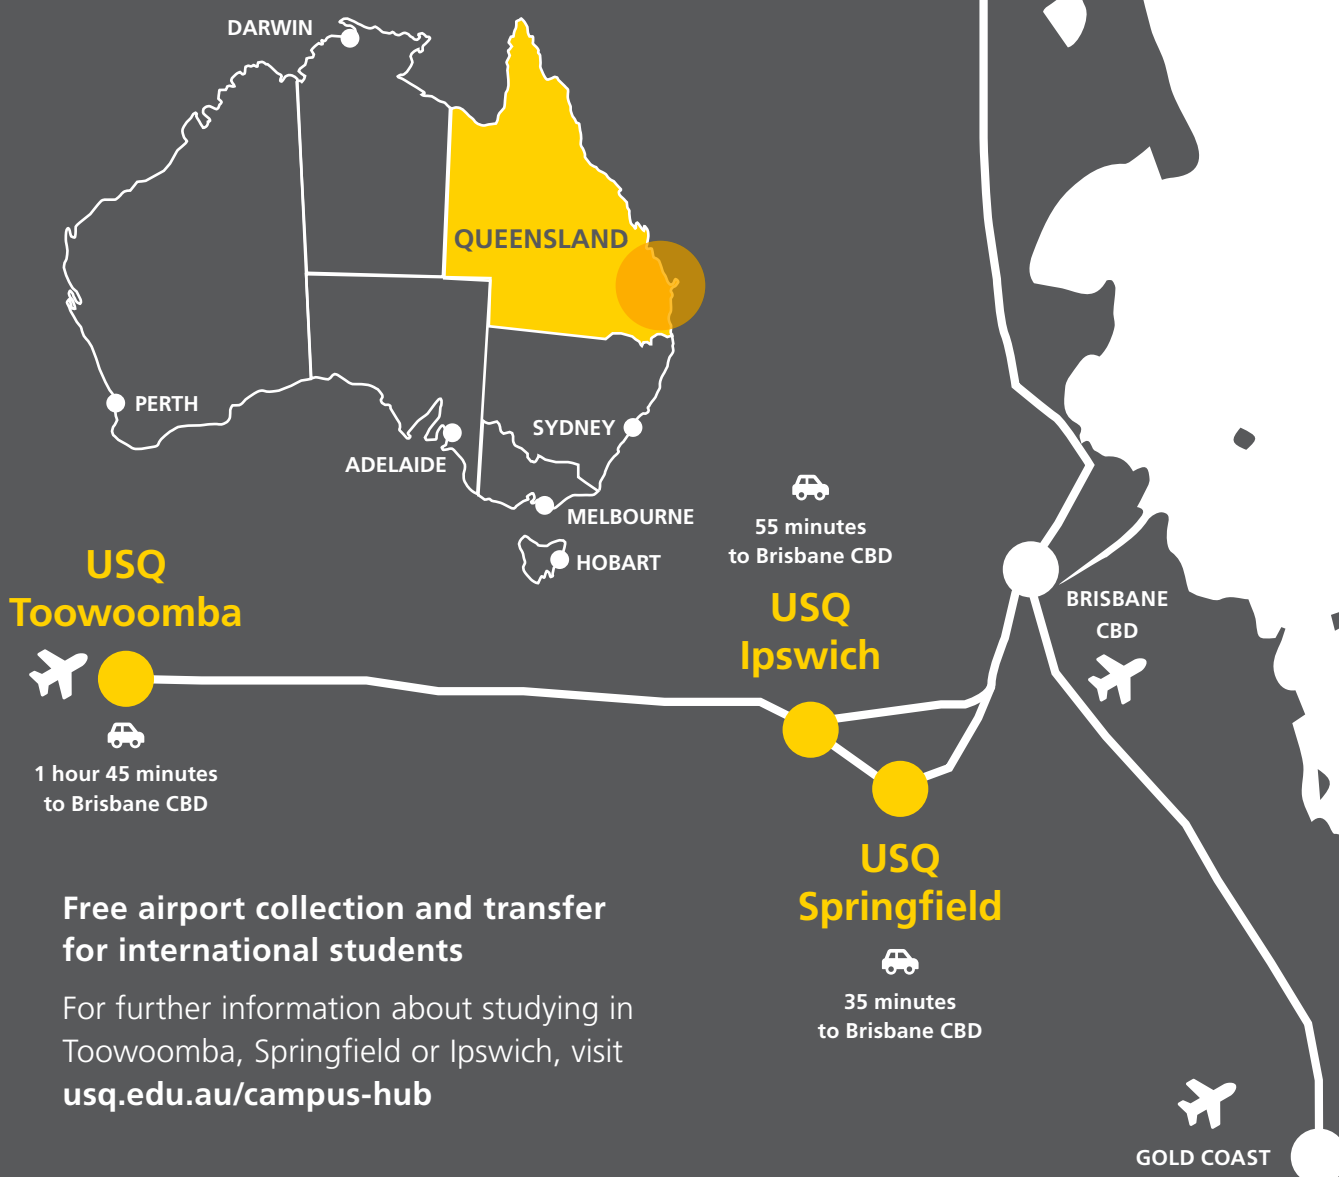 DARWIN
QUEENSLAND
PERTH
SYDNEY
ADELAIDE
MELBOURNE
HOBART
55 minutes
to Brisbane CBD
USQ
Toowoomba
USQ
Ipswich
BRISBANE
CBD
1 hour 45 minutes
to Brisbane CBD
USQ
Springfield
35 minutes
to Brisbane CBD
Free airport collection and transfer
for international students
For further information about studying in
Toowoomba, Springfield or Ipswich, visit
usq.edu.au/campus-hub
GOLD COAST